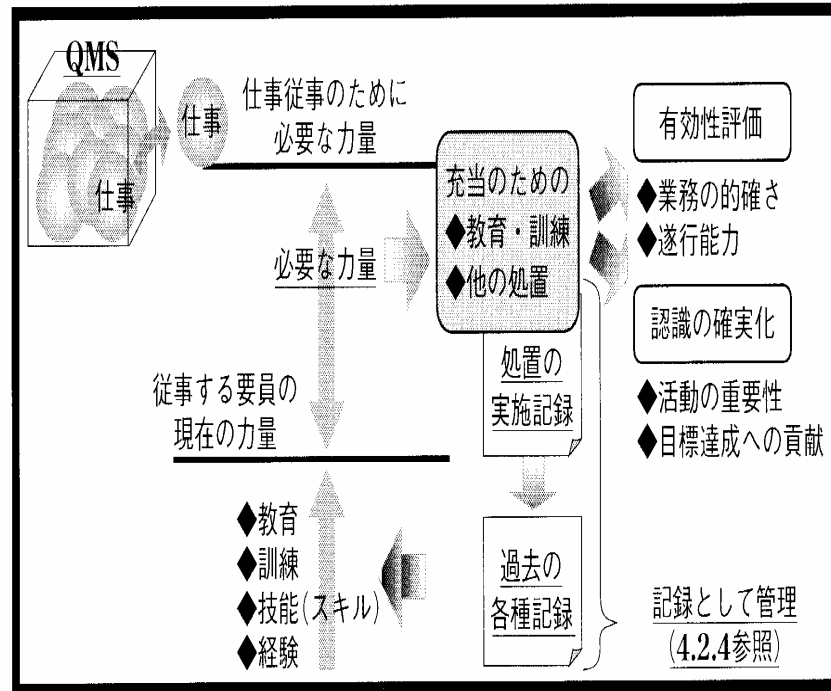 QMS
仕事
仕事
仕事従事のために
必要な力量
必要な力量
従事する要員の
現在の力量
◆教育
◆訓練
◆技能(スキル)
◆経験
充当のための
◆教育・訓練
◆他の処置
処置の
実施記録
過去の
各種記録
有効性評価
◆業務の的確さ
◆遂行能力
認識の確実化
◆活動の重要性
◆目標達成への貢献
記録として管理
(4.2.4参照)